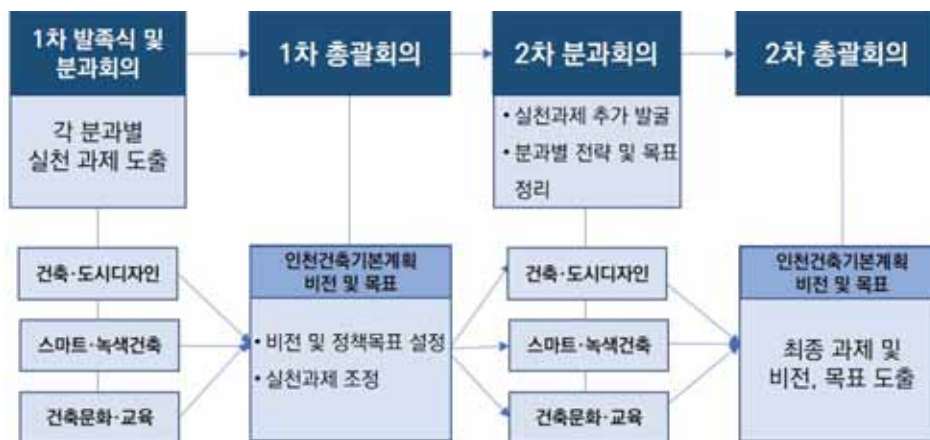 1차 발족식 및
분과회의
각 분과별
실천 과제 도출
건축·도시디자인
스마트·녹색건축
건축문화·교육
1차 총괄회의
인천건축기본계획
비전 및 목표
• 비전 및 정책목표 설정
• 실천과제 조정
2차 분과회의
• 실천과제 추가 발굴
• 분과별 전략 및 목표
정리
건축·도시디자인
스마트·녹색건축
건축문화·교육
2차 총괄회의
인천건축기본계획
비전 및 목표
최종 과제 및
비전, 목표 도출